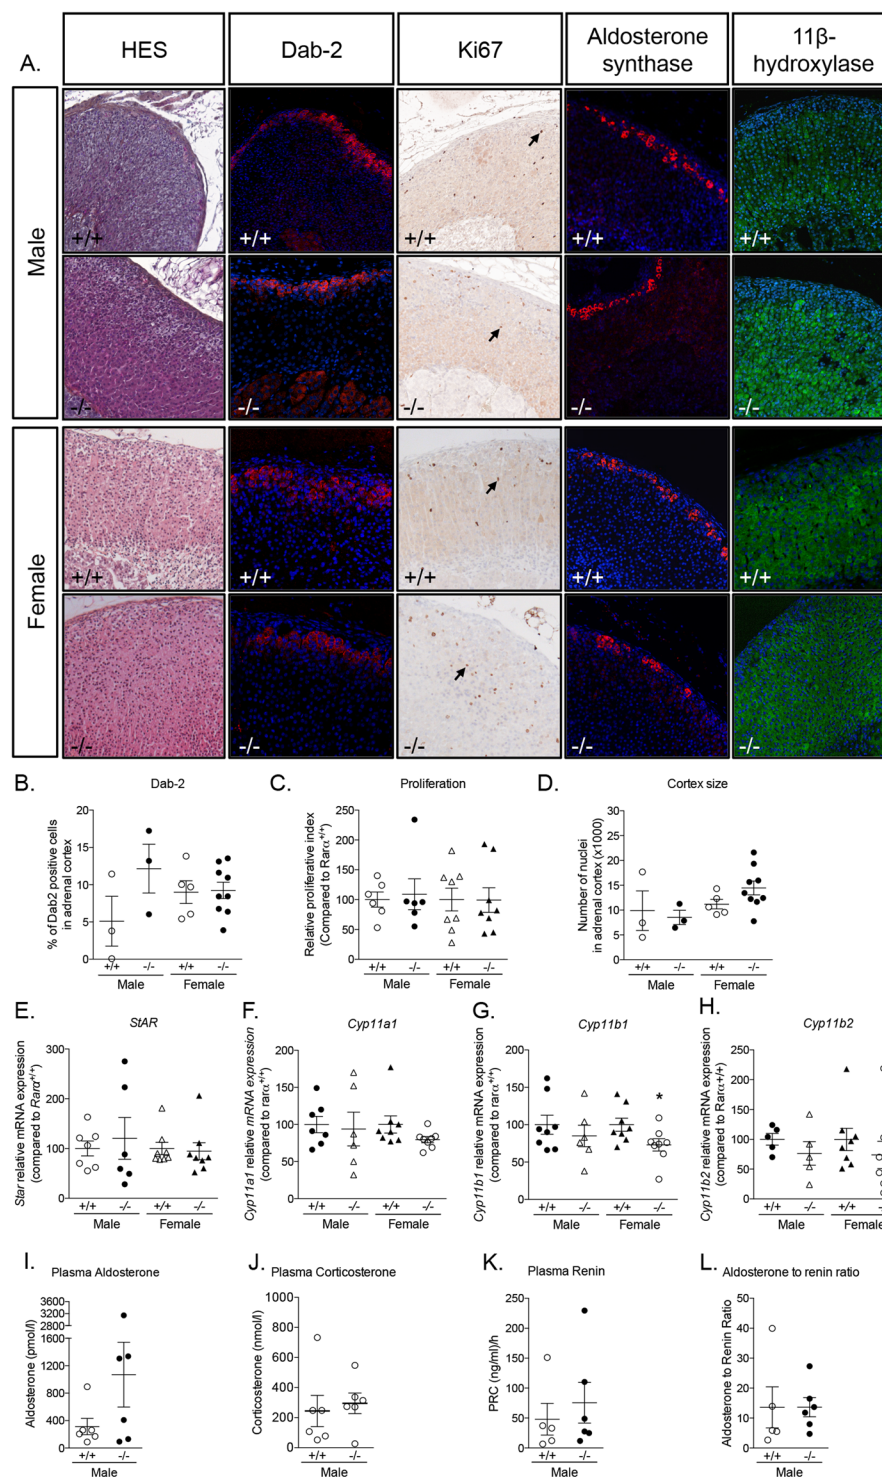 A.
HES
Dab-2
Ki67
Aldosterone
synthase
11β-
hydroxylase
Male
+/+
+/+
+/+
+/+
+/+
-/-
-/-
-/-
-/-
-/-
Female
+/+
+/+
+/+
+/+
+/+
-/-
-/-
-/-
-/-
-/-
B.
Dab-2
% of Dab2 positive cells
in adrenal cortex
20
15
10
5
0
+/+ -/- +/+ -/-
Male Female
C.
Proliferation
Relative proliferative index
(Compared to Rarα+/+)
250
200
150
100
50
0
+/+ -/- +/+ -/-
Male Female
D.
Cortex size
Number of nuclei
in adrenal cortex (x1000)
30
25
20
15
10
5
0
+/+ -/- +/+ -/-
Male Female
E.
StAR
Star relative mRNA expression
(compared to Rarα+/+)
300
200
100
0
+/+ -/- +/+ -/-
Male Female
F.
Cyp11a1
Cyp11a1 relative mRNA expression
(compared to rarα+/+)
200
150
100
50
0
+/+ -/- +/+ -/-
Male Female
G.
Cyp11b1
Cyp11b1 relative mRNA expression
(compared to rarα+/+)
200
150
100
50
0
*
+/+ -/- +/+ -/-
Male Female
H.
Cyp11b2
Cyp11b2 relative mRNA expression
(compared to Rarα+/+)
250
200
150
100
50
0
+/+ -/- +/+ -/-
Male Female
I.
Plasma Aldosterone
Aldosterone (pmol/l)
3600
3200
2800
2400
2000
1600
1200
800
400
0
+/+ -/-
Male
J.
Plasma Corticosterone
Corticosterone (nmol/l)
1000
800
600
400
200
0
+/+ -/-
Male
K.
Plasma Renin
PRC (ng/ml)/h
250
200
150
100
50
0
+/+ -/-
Male
L.
Aldosterone to renin ratio
Aldosterone to Renin Ratio
50
40
30
20
10
0
+/+ -/-
Male